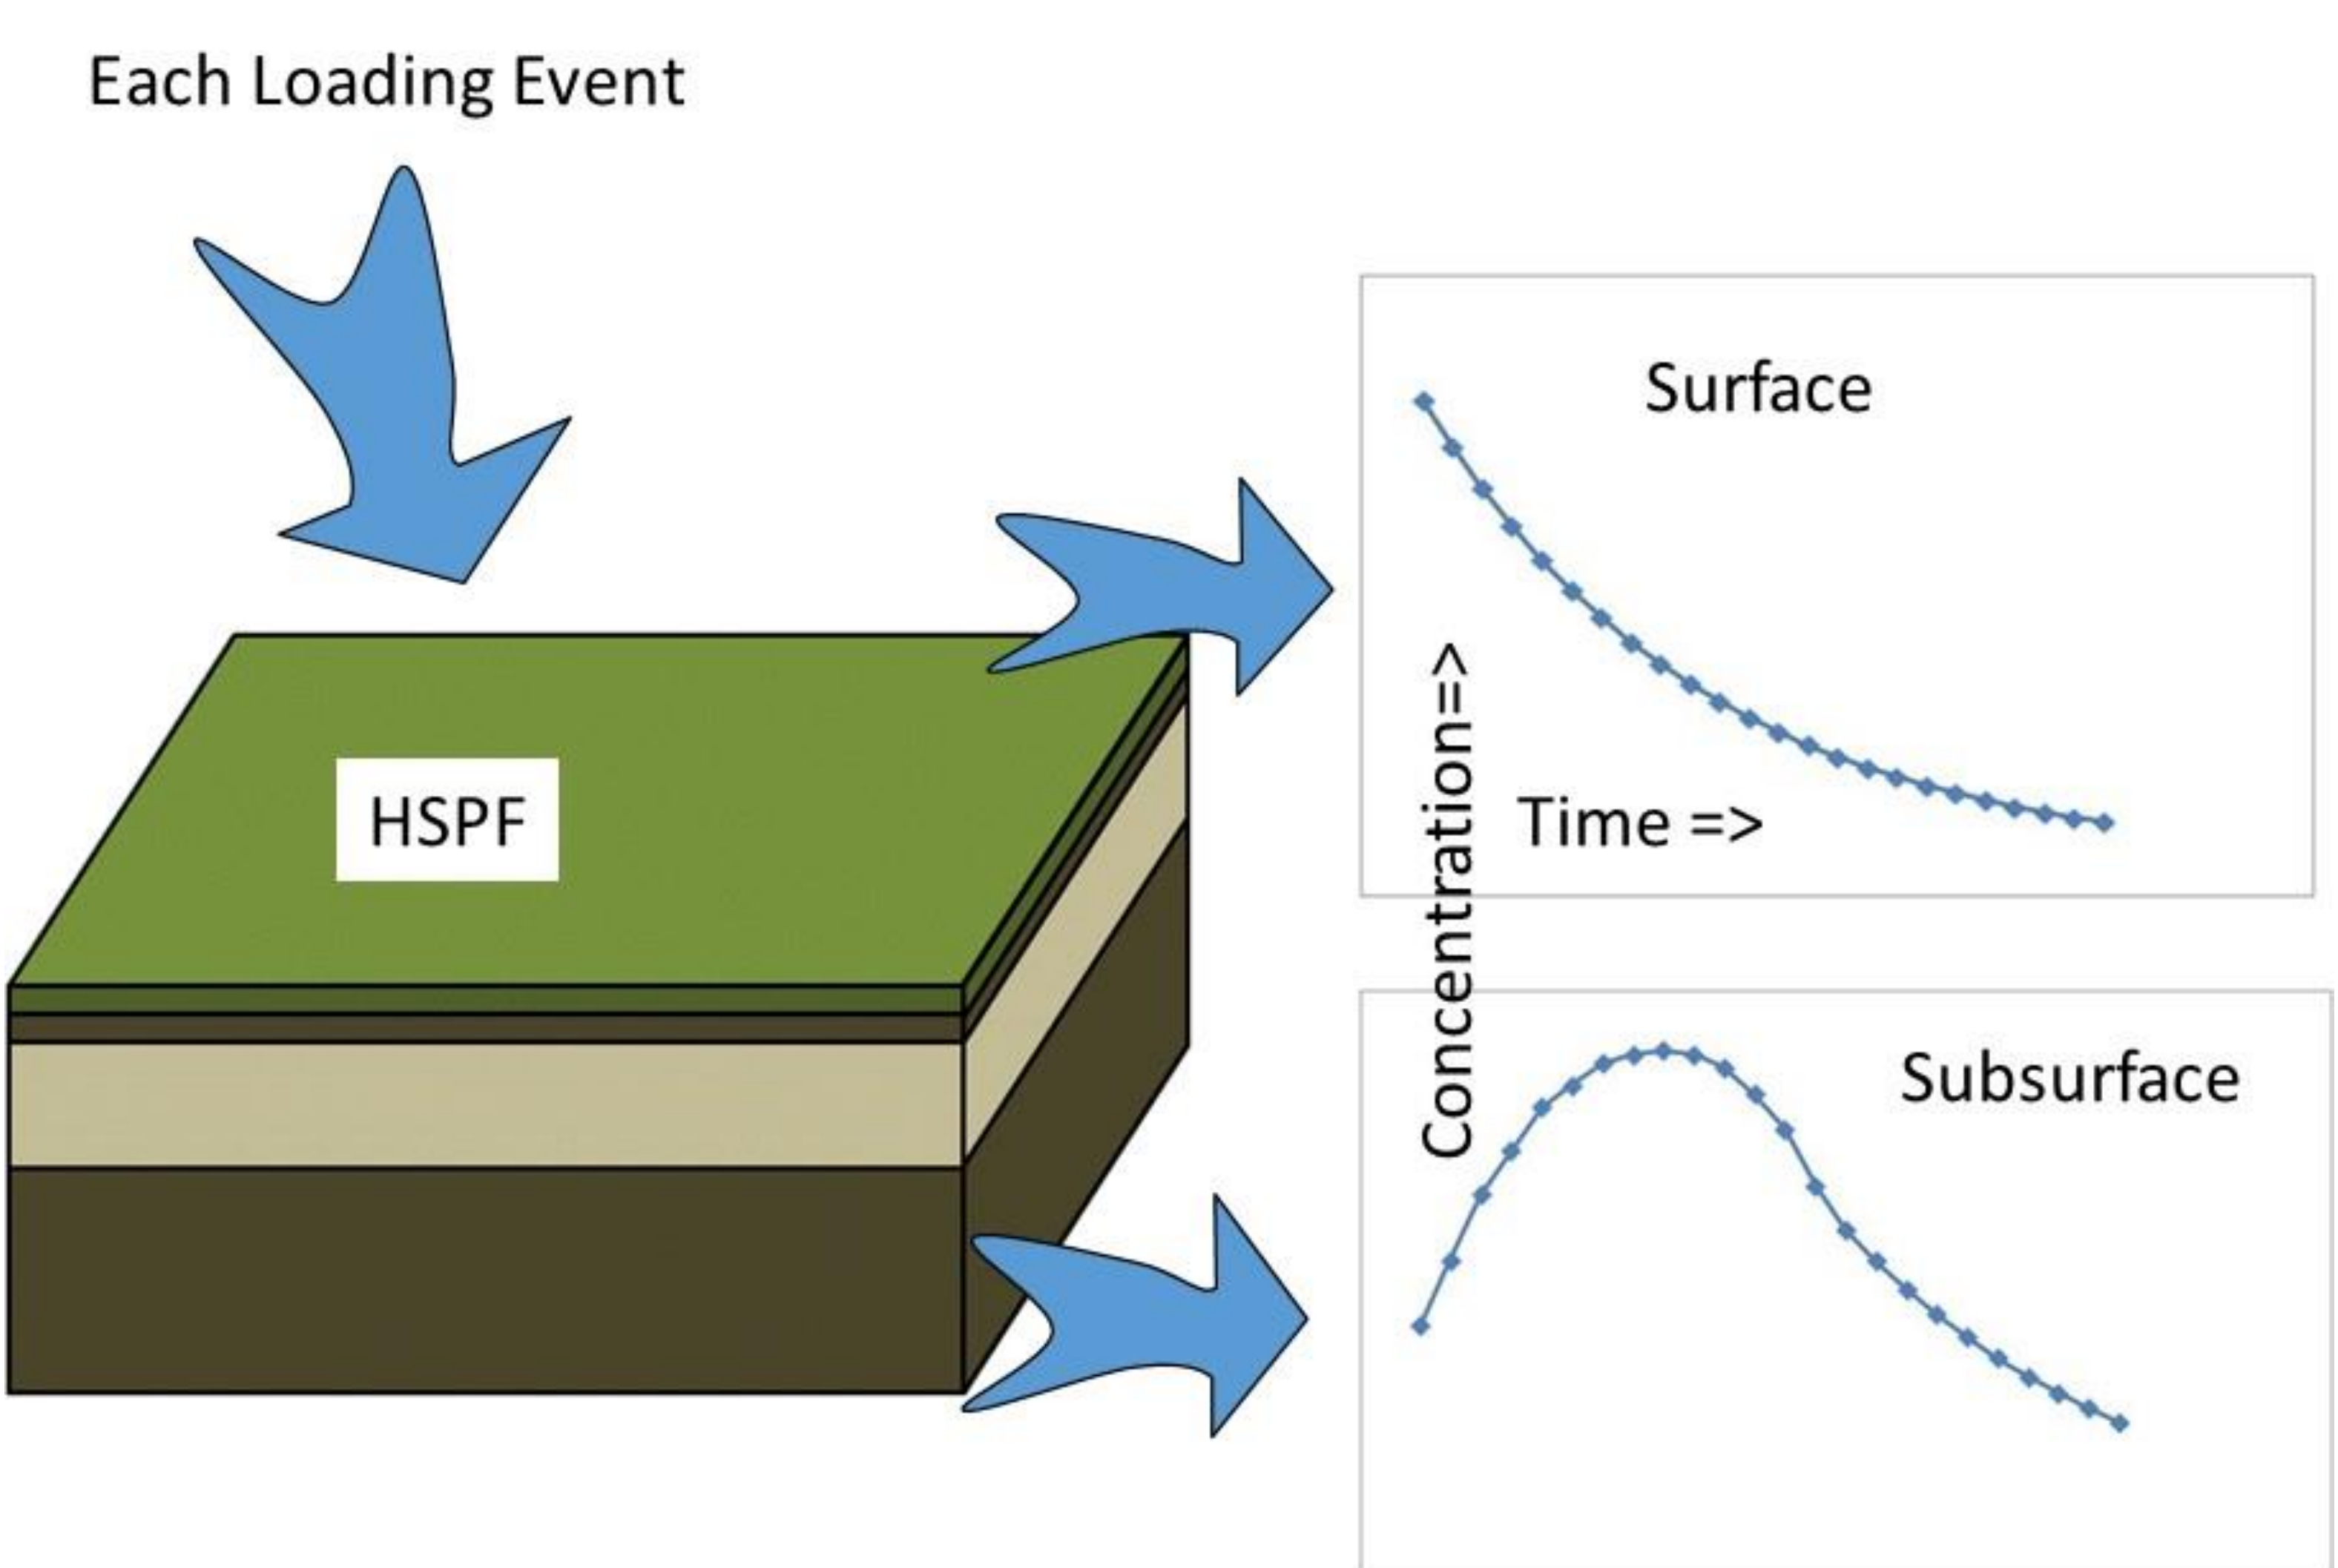 Each Loading Event
HSPF
Surface
Time =>
Concentration=>
Subsurface